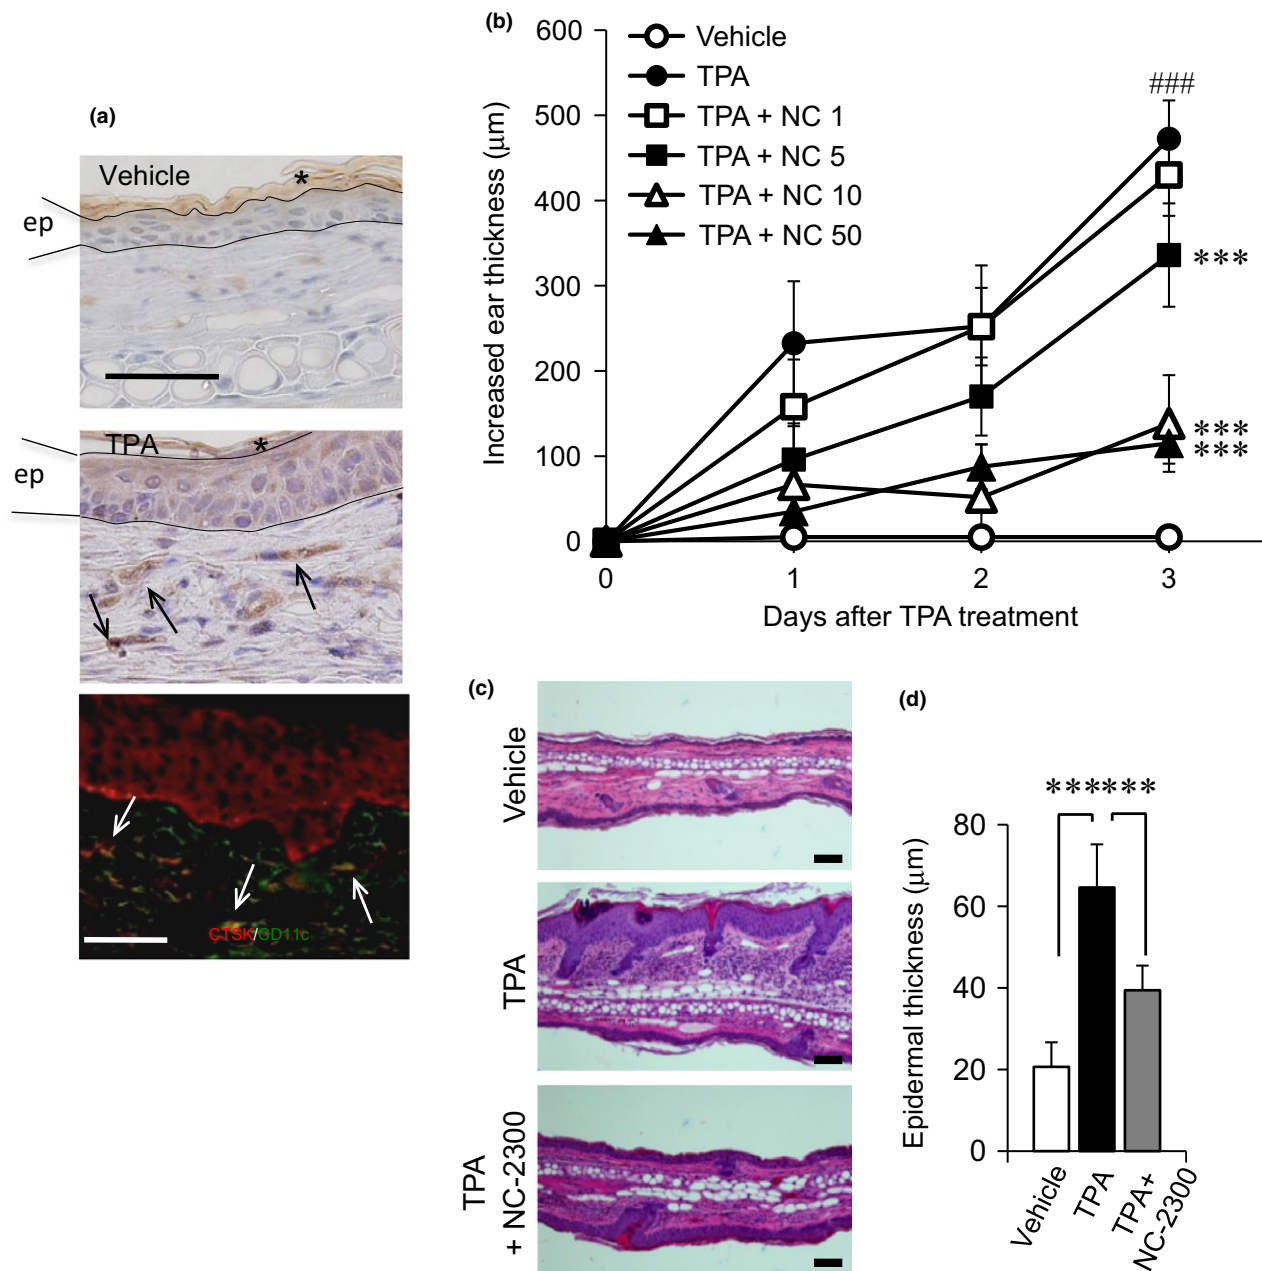 (a)
Vehicle
*
ep
TPA
*
ep
CTSK/CD11c
(b)
Increased ear thickness (μm)
600
500
400
300
200
100
0
Vehicle
TPA
TPA + NC 1
TPA + NC 5
TPA + NC 10
TPA + NC 50
###
***
***
***
0 1 2 3
Days after TPA treatment
(c)
Vehicle
TPA
TPA
+ NC-2300
(d)
Epidermal thickness (μm)
******
80
60
40
20
0
Vehicle
TPA
TPA+
NC-2300